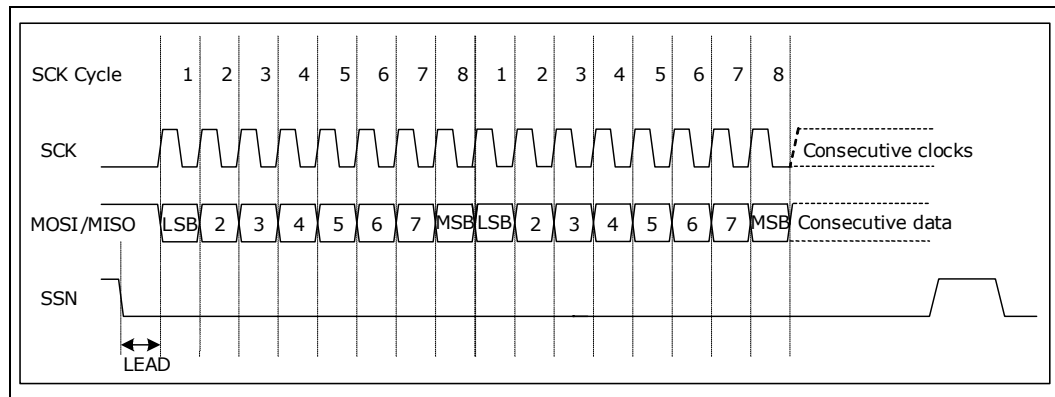 SCK Cycle 1 2 3 4 5 6 7 8 1 2 3 4 5 6 7 8
SCK Consecutive clocks
MOSI/MISO LSB 2 3 4 5 6 7 MSB LSB 2 3 4 5 6 7 MSB Consecutive data
SSN
LEAD